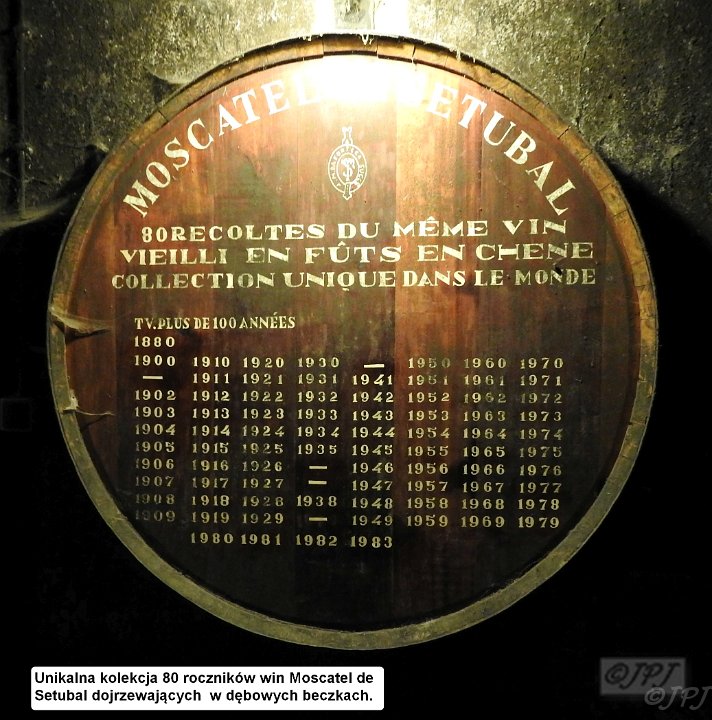 MOSCATEL SETUBAL
80 RECOLTES DU MÊME VIN
VIEILLI EN FÛTS EN CHENE
COLLECTION UNIQUE DANS LE MONDE
T.V. PLUS DE 100 ANNÉES
1880
1900 1910 1920 1930 — 1950 1960 1970
— 1911 1921 1931 1941 1951 1961 1971
1902 1912 1922 1932 1942 1952 1962 1972
1903 1913 1923 1933 1943 1953 1963 1973
1904 1914 1924 1934 1944 1954 1964 1974
1905 1915 1925 1935 1945 1955 1965 1975
1906 1916 1926 — 1946 1956 1966 1976
1907 1917 1927 — 1947 1957 1967 1977
1908 1918 1928 1938 1948 1958 1968 1978
1909 1919 1929 — 1949 1959 1969 1979
1980 1981 1982 1983
Unikalna kolekcja 80 roczników win Moscatel de
Setubal dojrzewających w dębowych beczkach.
©JPJ
©JPJ